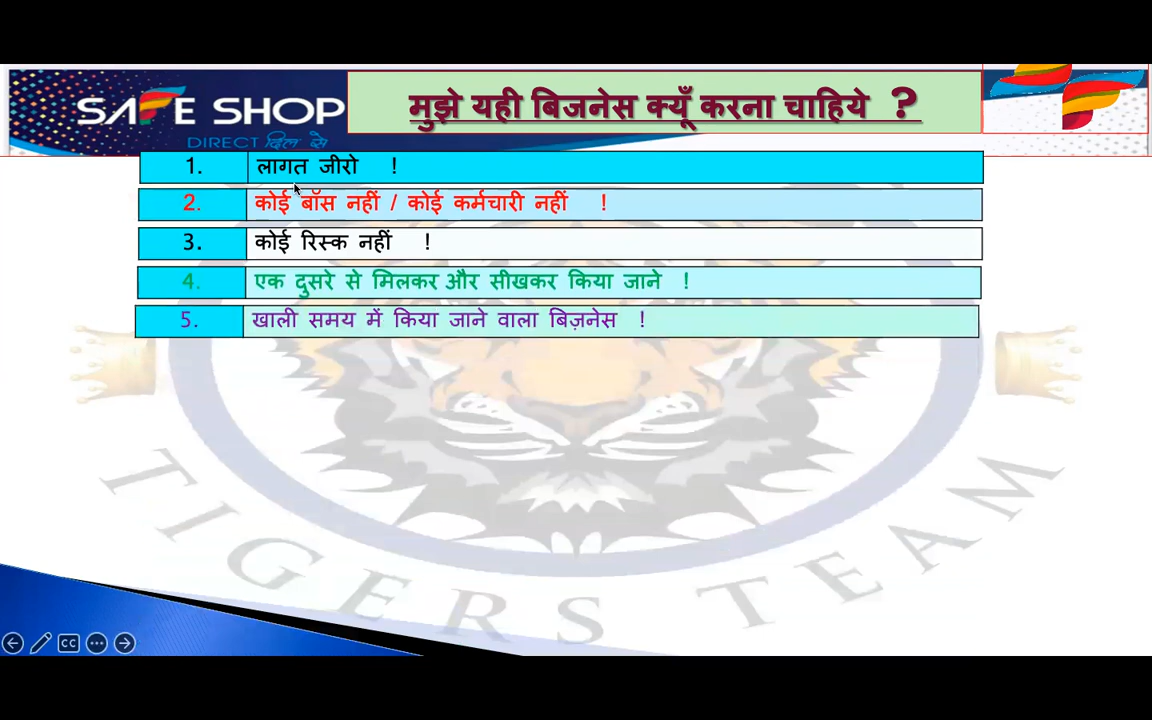 SAFE SHOP
DIRECT दिल से
मुझे यही बिजनेस क्यूँ करना चाहिये ?
1. लागत जीरो !
2. कोई बॉस नहीं / कोई कर्मचारी नहीं !
3. कोई रिस्क नहीं !
4. एक दुसरे से मिलकर और सीखकर किया जाने !
5. खाली समय में किया जाने वाला बिज़नेस !
TIGERS TEAM
CC